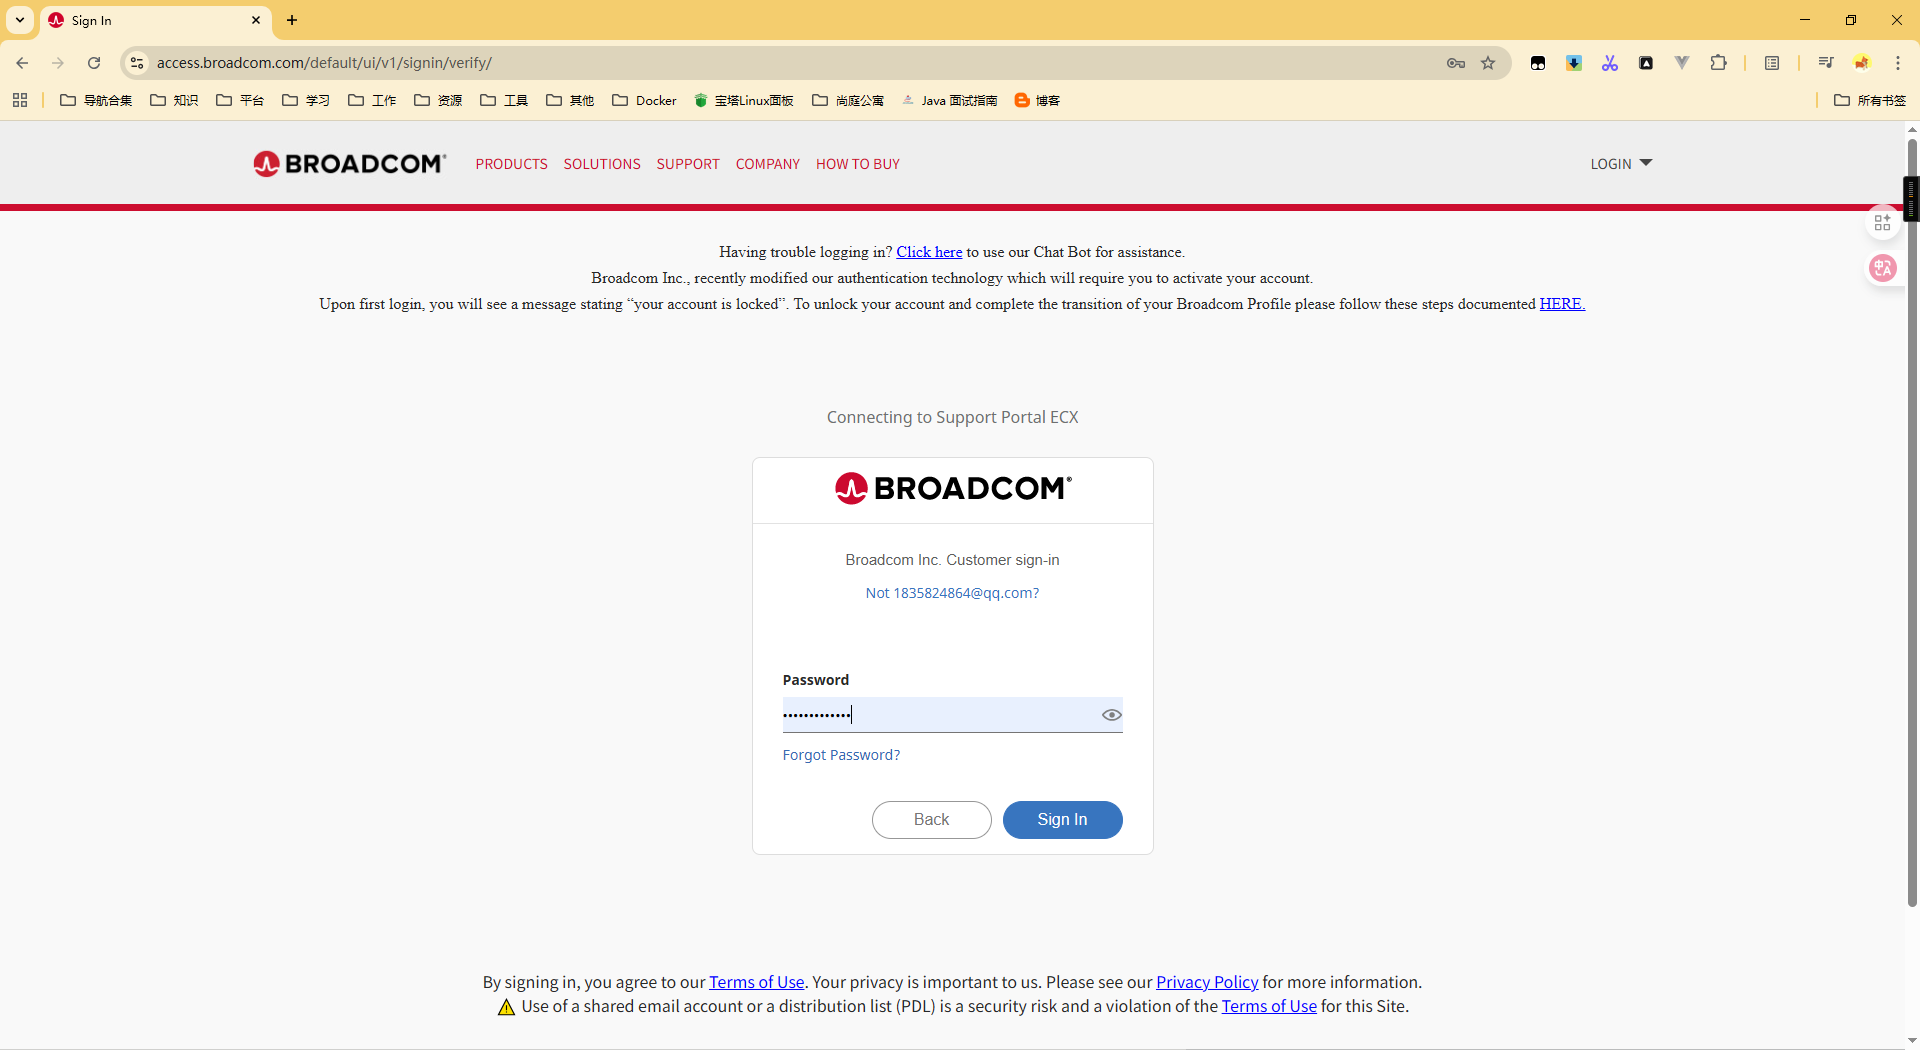 Sign In
access.broadcom.com/default/ui/v1/signin/verify/
导航合集 知识 平台 学习 工作 资源 工具 其他 Docker 宝塔Linux面板 尚庭公寓 Java 面试指南 博客 所有书签
BROADCOM® PRODUCTS SOLUTIONS SUPPORT COMPANY HOW TO BUY LOGIN
Having trouble logging in? Click here to use our Chat Bot for assistance.
Broadcom Inc., recently modified our authentication technology which will require you to activate your account.
Upon first login, you will see a message stating “your account is locked”. To unlock your account and complete the transition of your Broadcom Profile please follow these steps documented HERE.
Connecting to Support Portal ECX
BROADCOM®
Broadcom Inc. Customer sign-in
Not 1835824864@qq.com?
Password
•••••••••••••
Forgot Password?
Back Sign In
By signing in, you agree to our Terms of Use. Your privacy is important to us. Please see our Privacy Policy for more information.
Use of a shared email account or a distribution list (PDL) is a security risk and a violation of the Terms of Use for this Site.